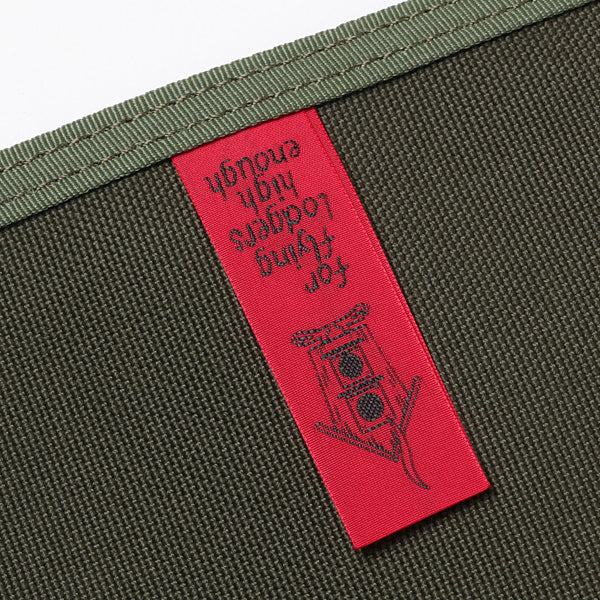 for
flying
lodgers
high
enough